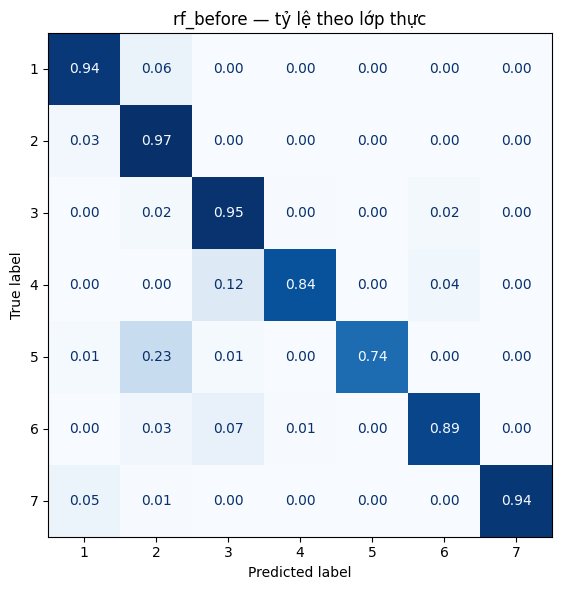 rf_before — tỷ lệ theo lớp thực
True label
1 0.94 0.06 0.00 0.00 0.00 0.00 0.00
2 0.03 0.97 0.00 0.00 0.00 0.00 0.00
3 0.00 0.02 0.95 0.00 0.00 0.02 0.00
4 0.00 0.00 0.12 0.84 0.00 0.04 0.00
5 0.01 0.23 0.01 0.00 0.74 0.00 0.00
6 0.00 0.03 0.07 0.01 0.00 0.89 0.00
7 0.05 0.01 0.00 0.00 0.00 0.00 0.94
1 2 3 4 5 6 7
Predicted label